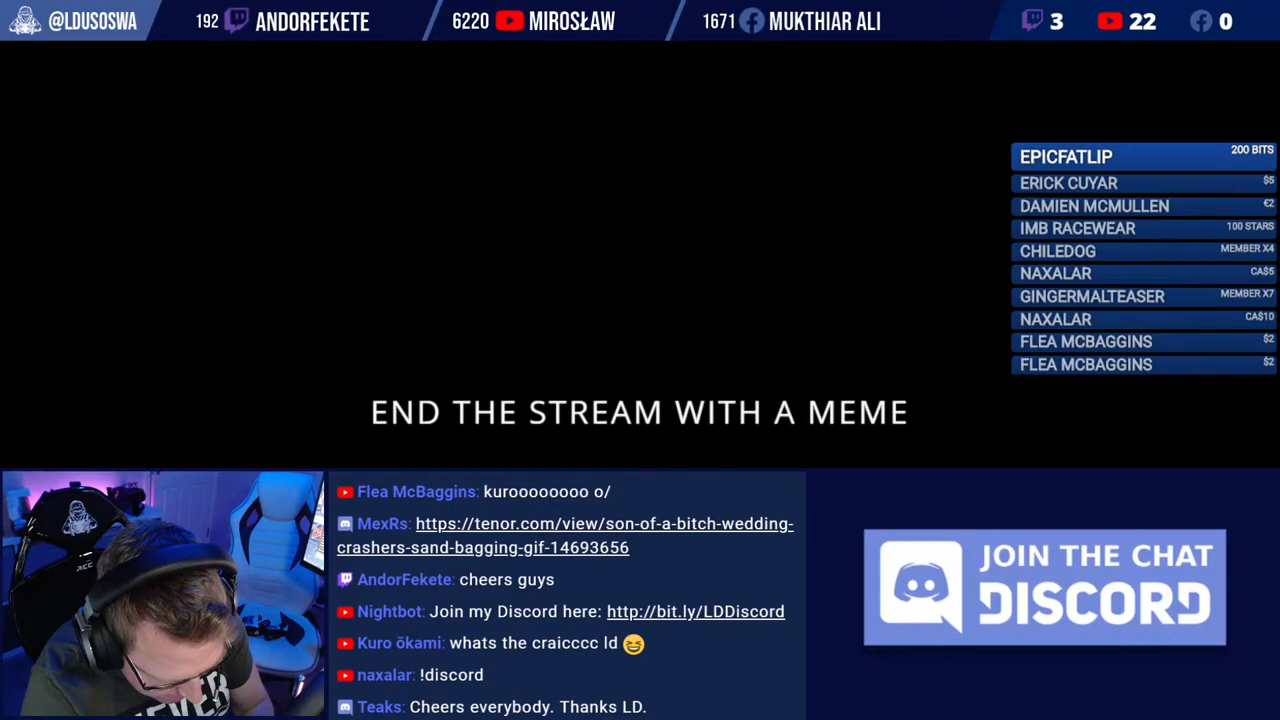 @LDUSOSWA 192 ANDORFEKETE 6220 MIROSŁAW 1671 MUKTHIAR ALI 3 22 0
EPICFATLIP 200 BITS
ERICK CUYAR $5
DAMIEN MCMULLEN €2
IMB RACEWEAR 100 STARS
CHILEDOG MEMBER X4
NAXALAR CA$5
GINGERMALTEASER MEMBER X7
NAXALAR CA$10
FLEA MCBAGGINS $2
FLEA MCBAGGINS $2
END THE STREAM WITH A MEME
Flea McBaggins: kuroooooooo o/
MexRs: https://tenor.com/view/son-of-a-bitch-wedding-
crashers-sand-bagging-gif-14693656
AndorFekete: cheers guys
Nightbot: Join my Discord here: http://bit.ly/LDDiscord
Kuro ōkami: whats the craicccc ld 😆
naxalar: !discord
Teaks: Cheers everybody. Thanks LD.
JOIN THE CHAT
DISCORD